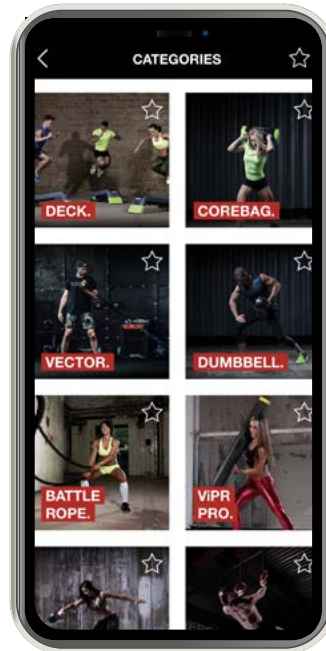 CATEGORIES
DECK.
COREBAG.
VECTOR.
DUMBBELL.
BATTLE
ROPE.
ViPR
PRO.